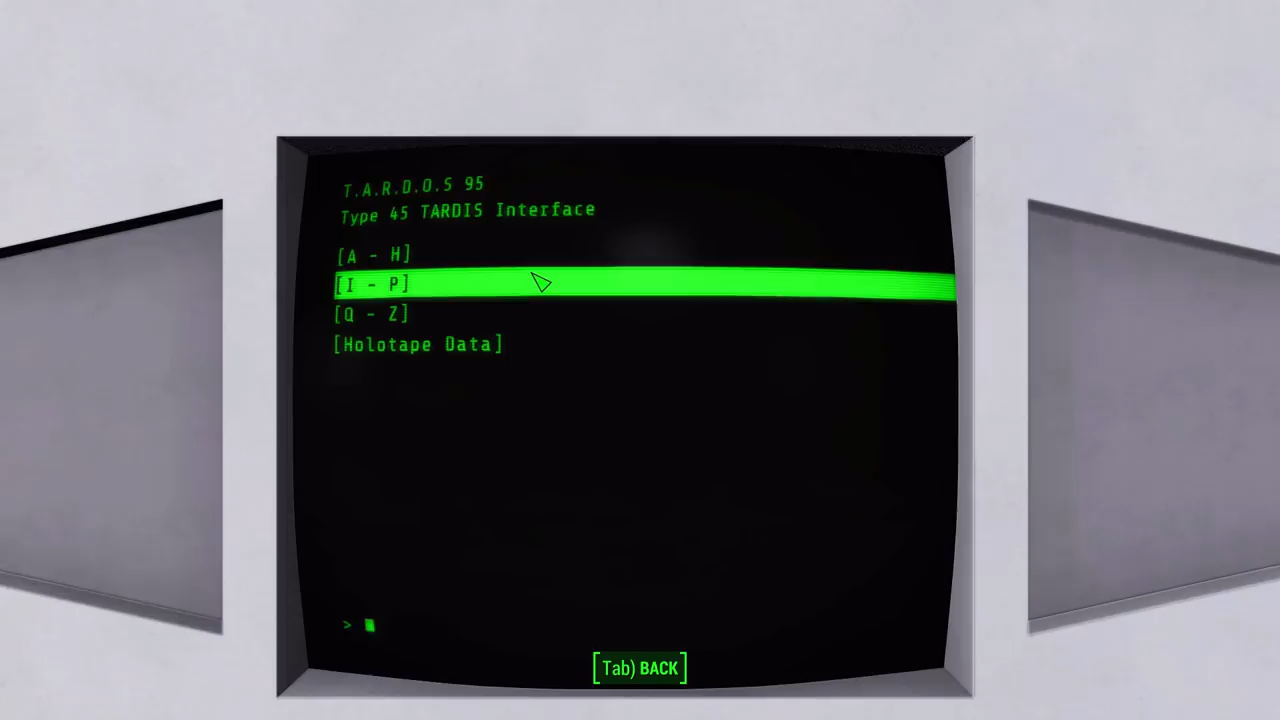 T.A.R.D.O.S 95
Type 45 TARDIS Interface
[A - H]
[I - P]
[Q - Z]
[Holotape Data]
>
[Tab) BACK]